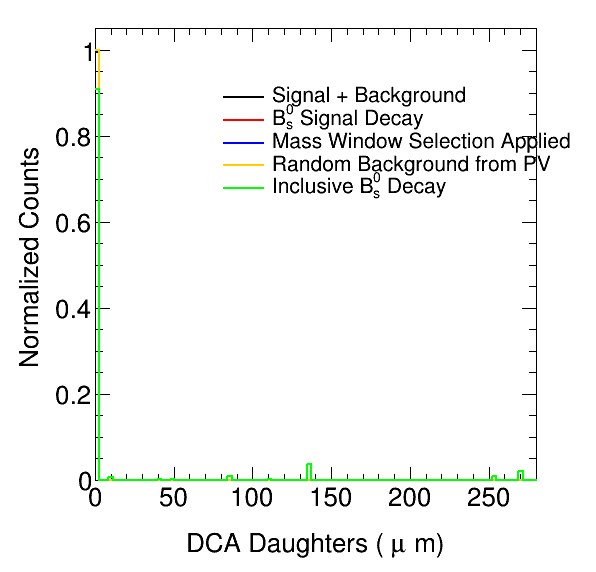 1
0.8
0.6
0.4
0.2
0
Normalized Counts
Signal + Background
B⁰ₛ Signal Decay
Mass Window Selection Applied
Random Background from PV
Inclusive B⁰ₛ Decay
0 50 100 150 200 250
DCA Daughters ( μ m)